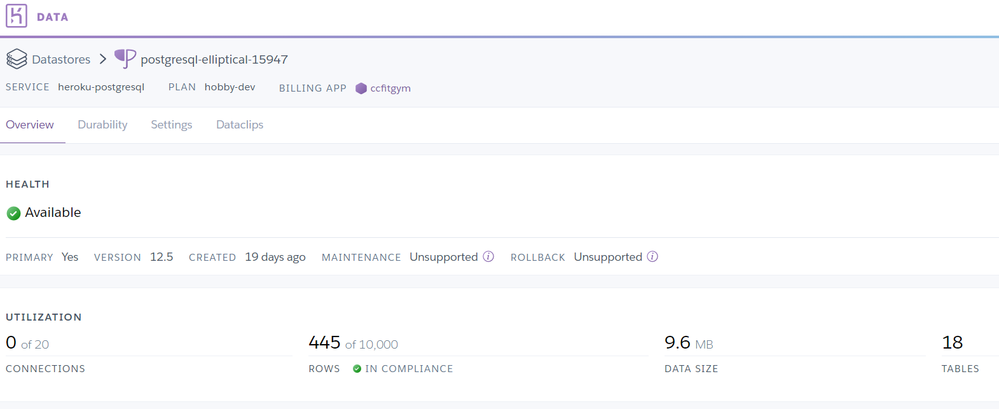 DATA
Datastores > postgresql-elliptical-15947
SERVICE heroku-postgresql PLAN hobby-dev BILLING APP ccfitgym
Overview Durability Settings Dataclips
HEALTH
Available
PRIMARY Yes VERSION 12.5 CREATED 19 days ago MAINTENANCE Unsupported i ROLLBACK Unsupported i
UTILIZATION
0 of 20 445 of 10,000 9.6 MB 18
CONNECTIONS ROWS IN COMPLIANCE DATA SIZE TABLES